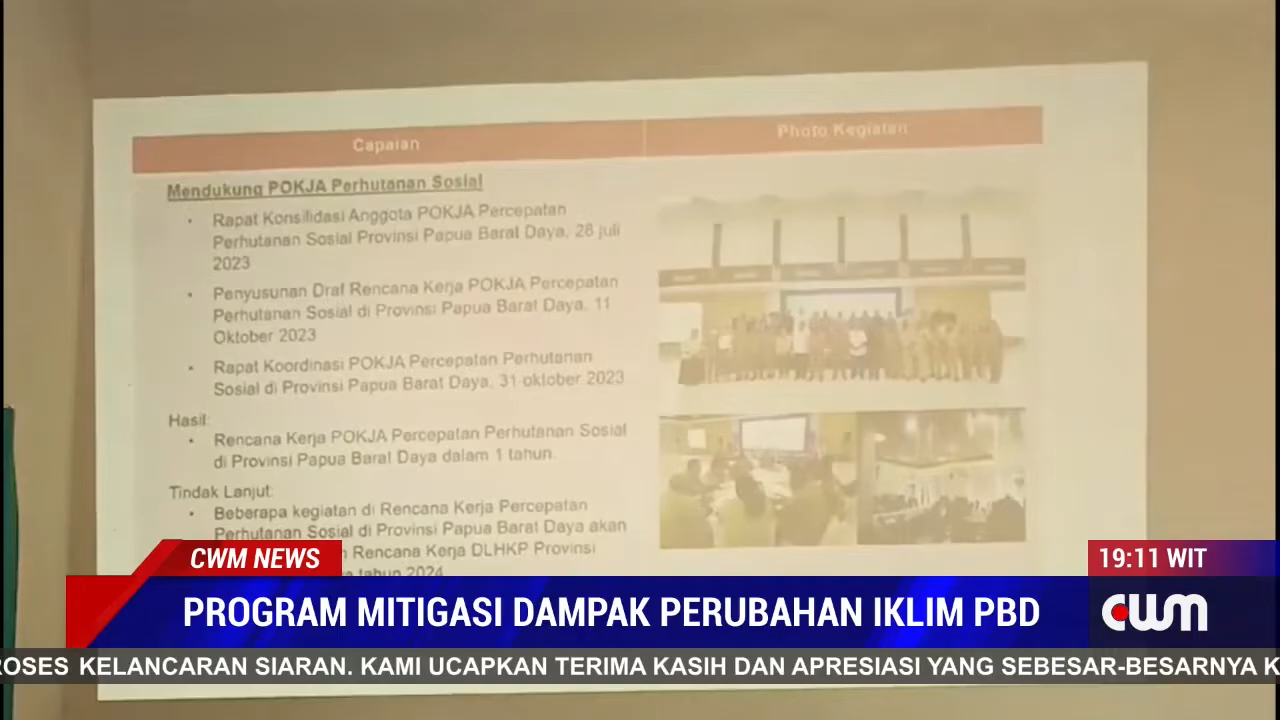 Capaian
Photo Kegiatan
Mendukung POKJA Perhutanan Sosial
• Rapat Konsilidasi Anggota POKJA Percepatan
Perhutanan Sosial Provinsi Papua Barat Daya, 28 juli
2023
• Penyusunan Draf Rencana Kerja POKJA Percepatan
Perhutanan Sosial di Provinsi Papua Barat Daya, 11
Oktober 2023
• Rapat Koordinasi POKJA Percepatan Perhutanan
Sosial di Provinsi Papua Barat Daya, 31 oktober 2023
Hasil:
• Rencana Kerja POKJA Percepatan Perhutanan Sosial
di Provinsi Papua Barat Daya dalam 1 tahun.
Tindak Lanjut:
• Beberapa kegiatan di Rencana Kerja Percepatan
Perhutanan Sosial di Provinsi Papua Barat Daya akan
Rencana Kerja DLHKP Provinsi
tahun 2024
CWM NEWS
19:11 WIT
PROGRAM MITIGASI DAMPAK PERUBAHAN IKLIM PBD
CWM
KELANCARAN SIARAN. KAMI UCAPKAN TERIMA KASIH DAN APRESIASI YANG SEBESAR-BESARNYA